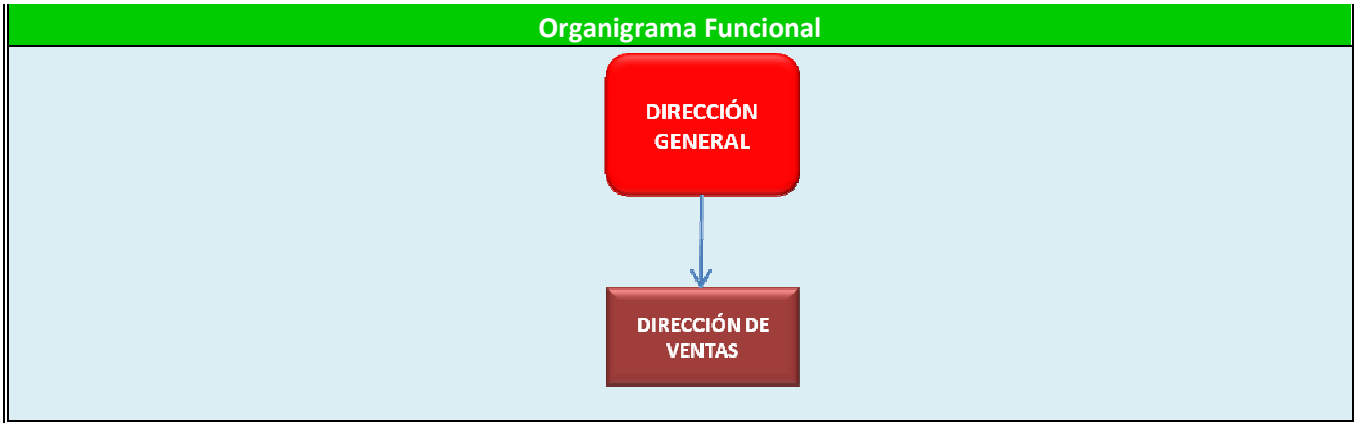 Organigrama Funcional
DIRECCIÓN
GENERAL
DIRECCIÓN DE
VENTAS